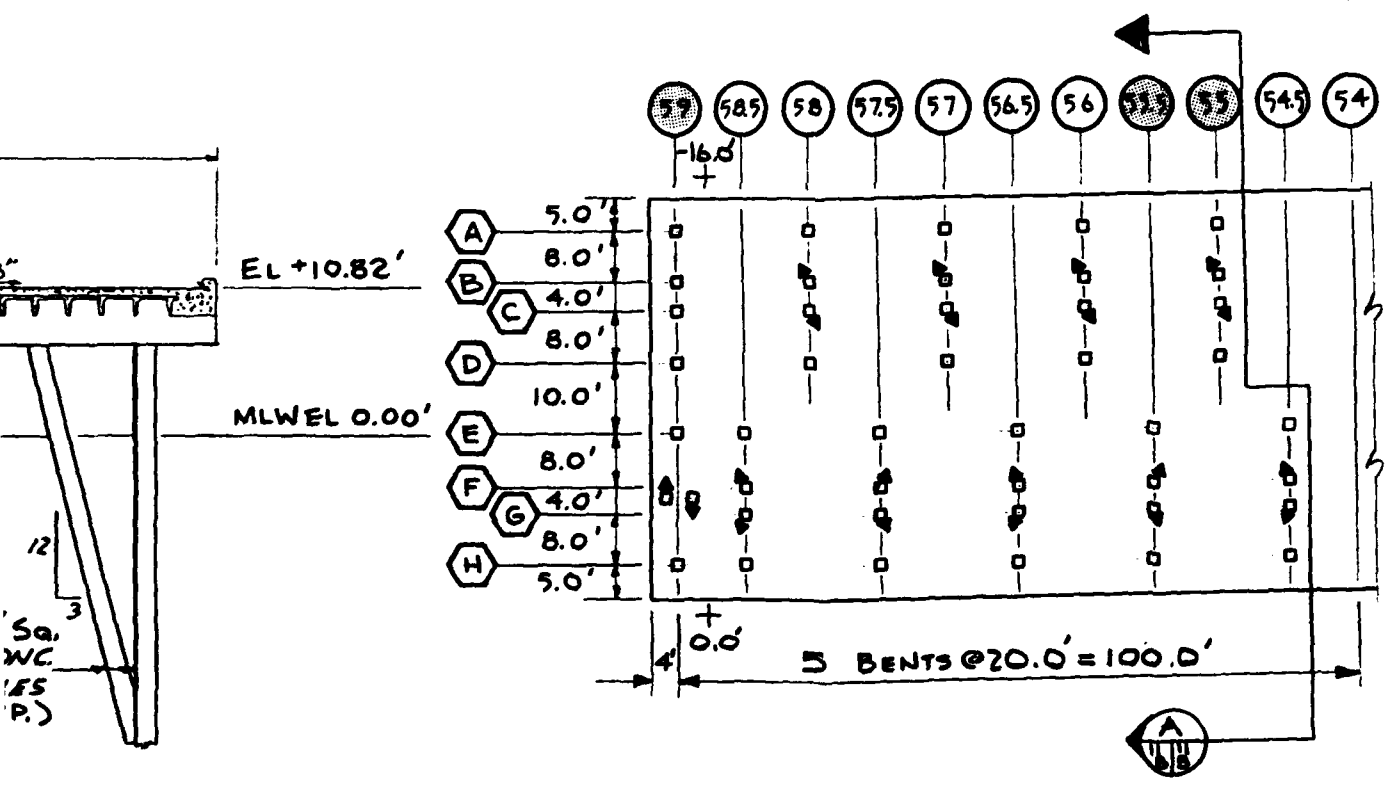 59 58.5 58 57.5 57 56.5 56 55.5 55 54.5 54
-16.0'
A 5.0'
8.0'
EL +10.82'
B
4.0'
C
8.0'
D
10.0'
MLWEL 0.00'
E
8.0'
F
4.0'
G
8.0'
H
5.0'
12
3
SQ.
0.0'
4'
5 BENTS @20.0' = 100.0'
P.)
A